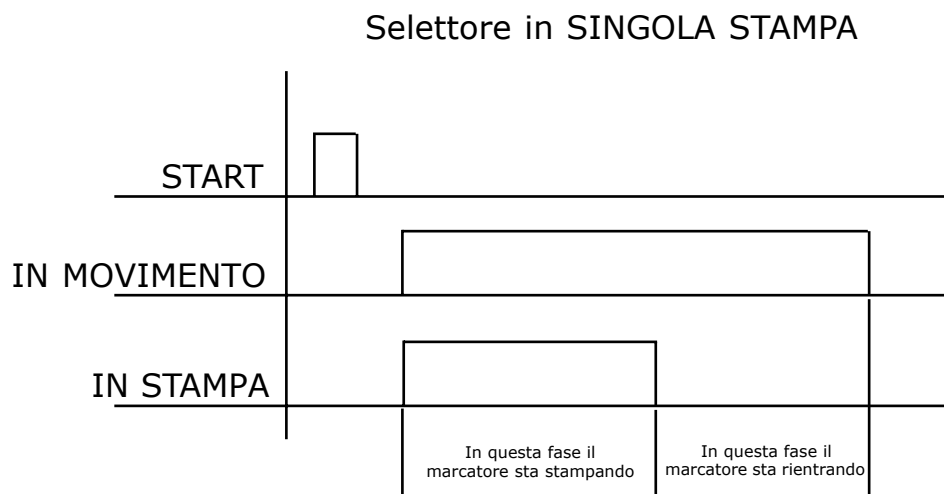 Selettore in SINGOLA STAMPA
START
IN MOVIMENTO
IN STAMPA
In questa fase il
marcatore sta stampando
In questa fase il
marcatore sta rientrando